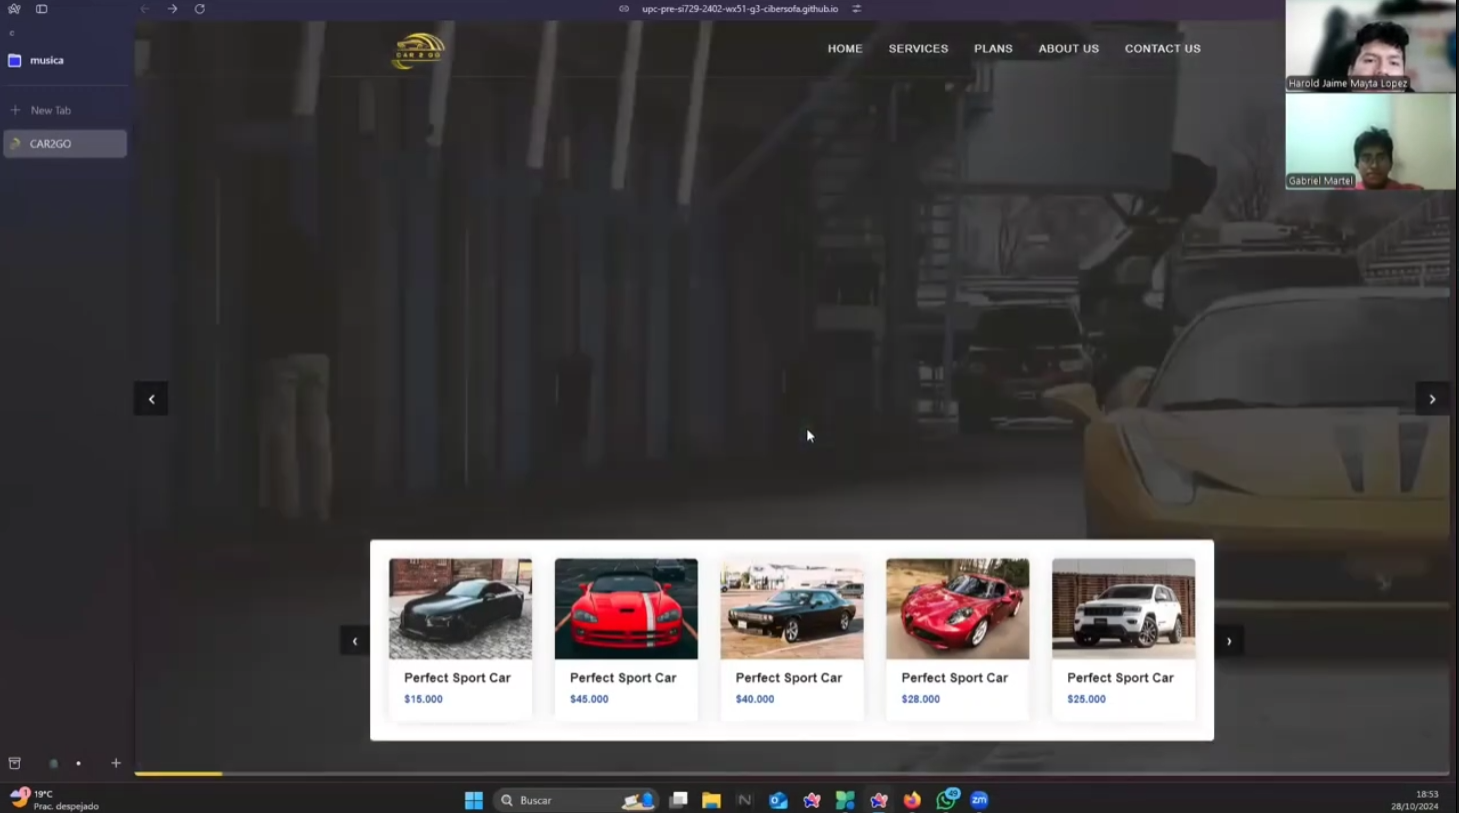 upc-pre-si729-2402-wx51-g3-cibersofa.github.io
c
musica
New Tab
CAR2GO
CAR 2 GO
HOME SERVICES PLANS ABOUT US CONTACT US
Harold Jaime Mayta Lopez
Gabriel Martel
Perfect Sport Car
$15.000
Perfect Sport Car
$45.000
Perfect Sport Car
$40.000
Perfect Sport Car
$28.000
Perfect Sport Car
$25.000
1
19°C
Prac. despejado
Buscar
49
zm
18:53
28/10/2024